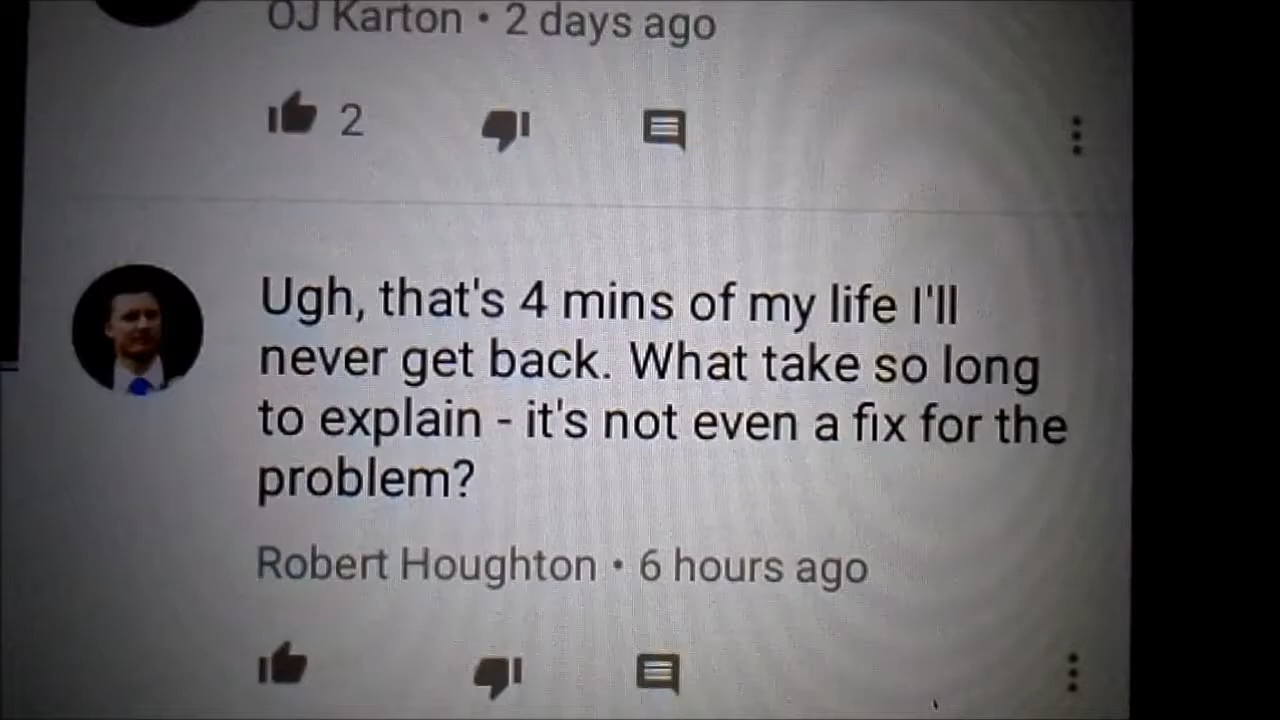 OJ Karton • 2 days ago
2
Ugh, that's 4 mins of my life I'll
never get back. What take so long
to explain - it's not even a fix for the
problem?
Robert Houghton • 6 hours ago